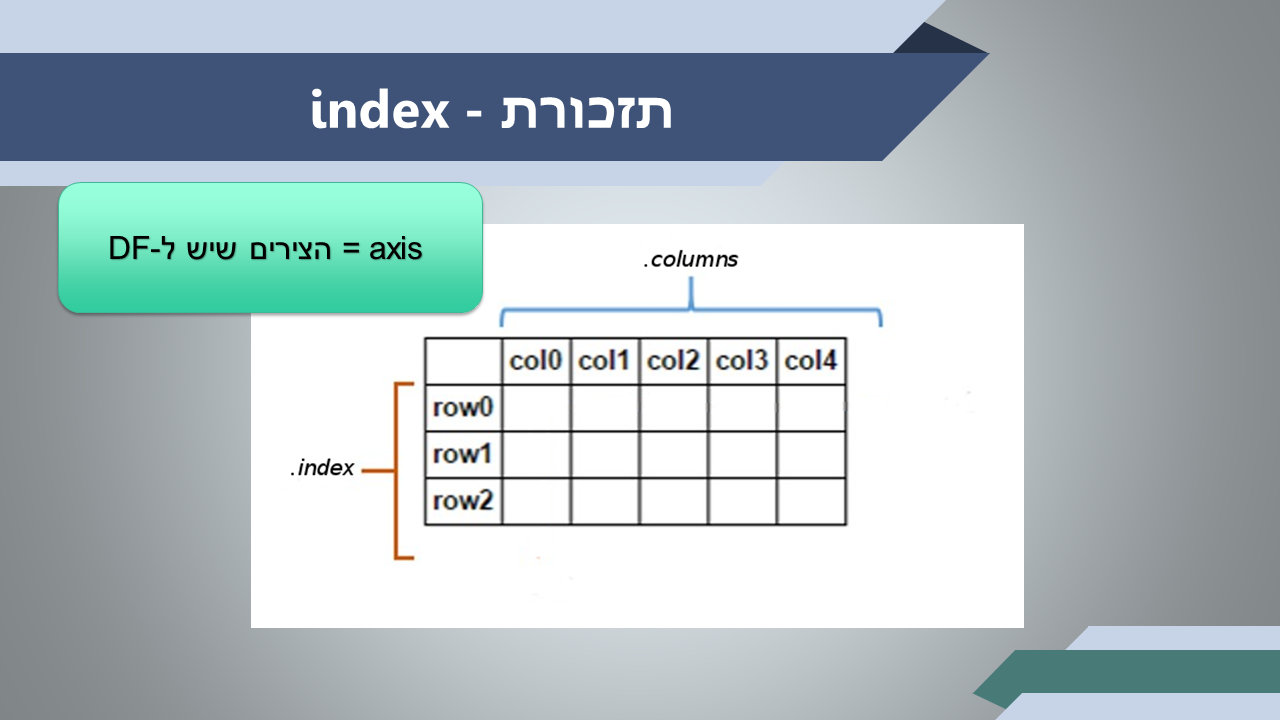 תזכורת - index
axis = הצירים שיש ל-DF
.columns
col0 col1 col2 col3 col4
row0
row1
.index
row2